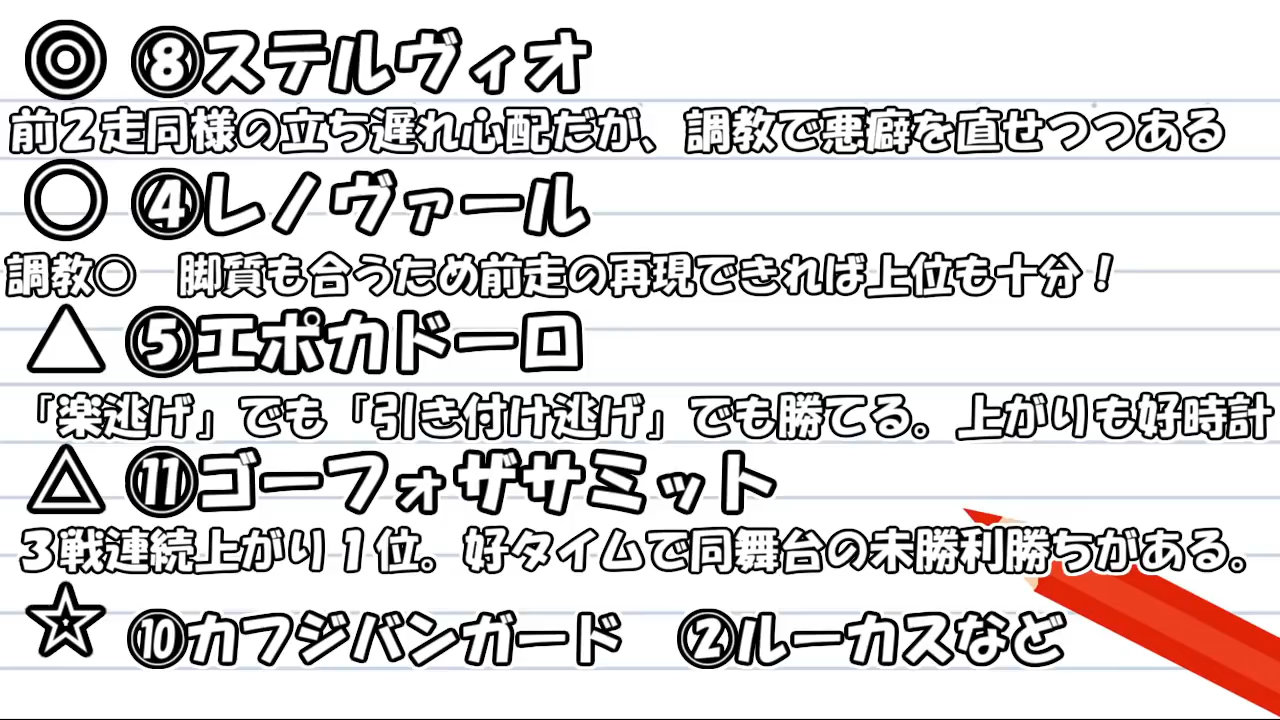 ◎ ⑧ステルヴィオ
前２走同様の立ち遅れ心配だが、調教で悪癖を直せつつある
○ ④レノヴァール
調教○　脚質も合うため前走の再現できれば上位も十分！
△ ⑤エポカドーロ
「楽逃げ」でも「引き付け逃げ」でも勝てる。上がりも好時計
△ ⑪ゴーフォザサミット
３戦連続上がり１位。好タイムで同舞台の未勝利勝ちがある。
☆ ⑩カフジバンガード　②ルーカスなど